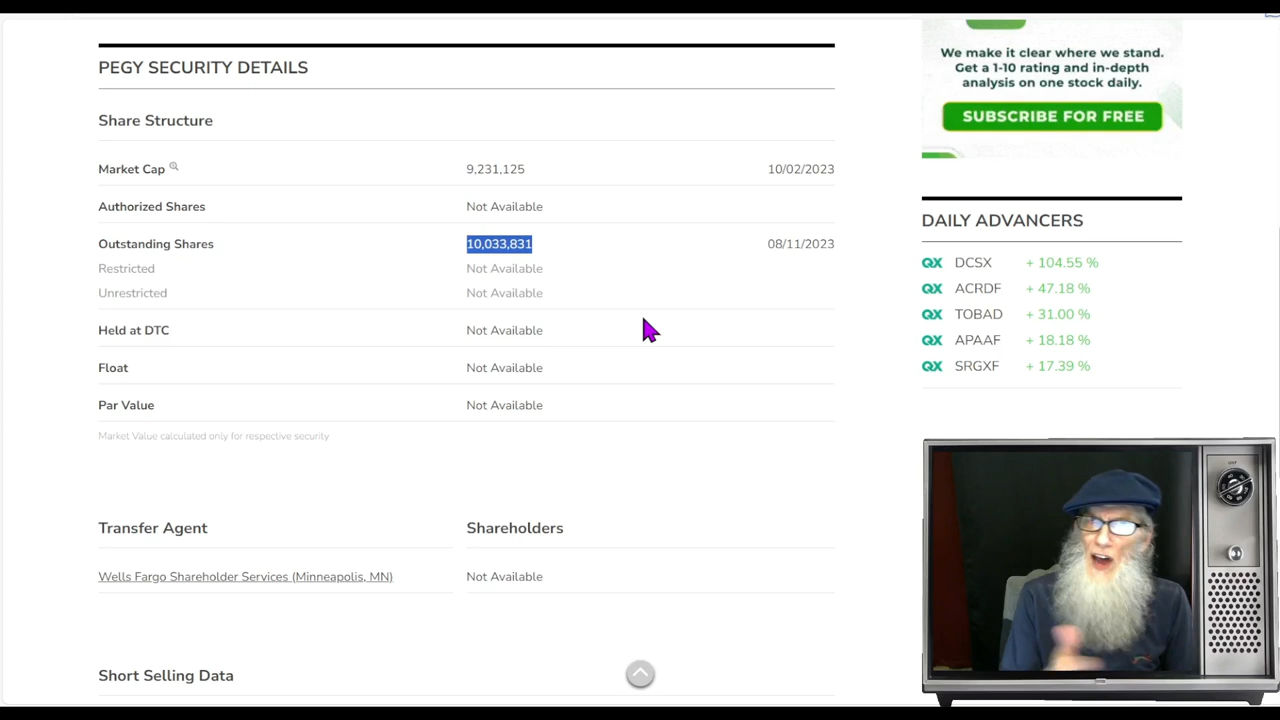 PEGY SECURITY DETAILS
Share Structure
Market Cap 9,231,125 10/02/2023
Authorized Shares Not Available
Outstanding Shares 10,033,831 08/11/2023
Restricted Not Available
Unrestricted Not Available
Held at DTC Not Available
Float Not Available
Par Value Not Available
Market Value calculated only for respective security
Transfer Agent Shareholders
Wells Fargo Shareholder Services (Minneapolis, MN) Not Available
Short Selling Data
We make it clear where we stand.
Get a 1-10 rating and in-depth
analysis on one stock daily.
SUBSCRIBE FOR FREE
DAILY ADVANCERS
QX DCSX + 104.55 %
QX ACRDF + 47.18 %
QX TOBAD + 31.00 %
QX APAAF + 18.18 %
QX SRGXF + 17.39 %